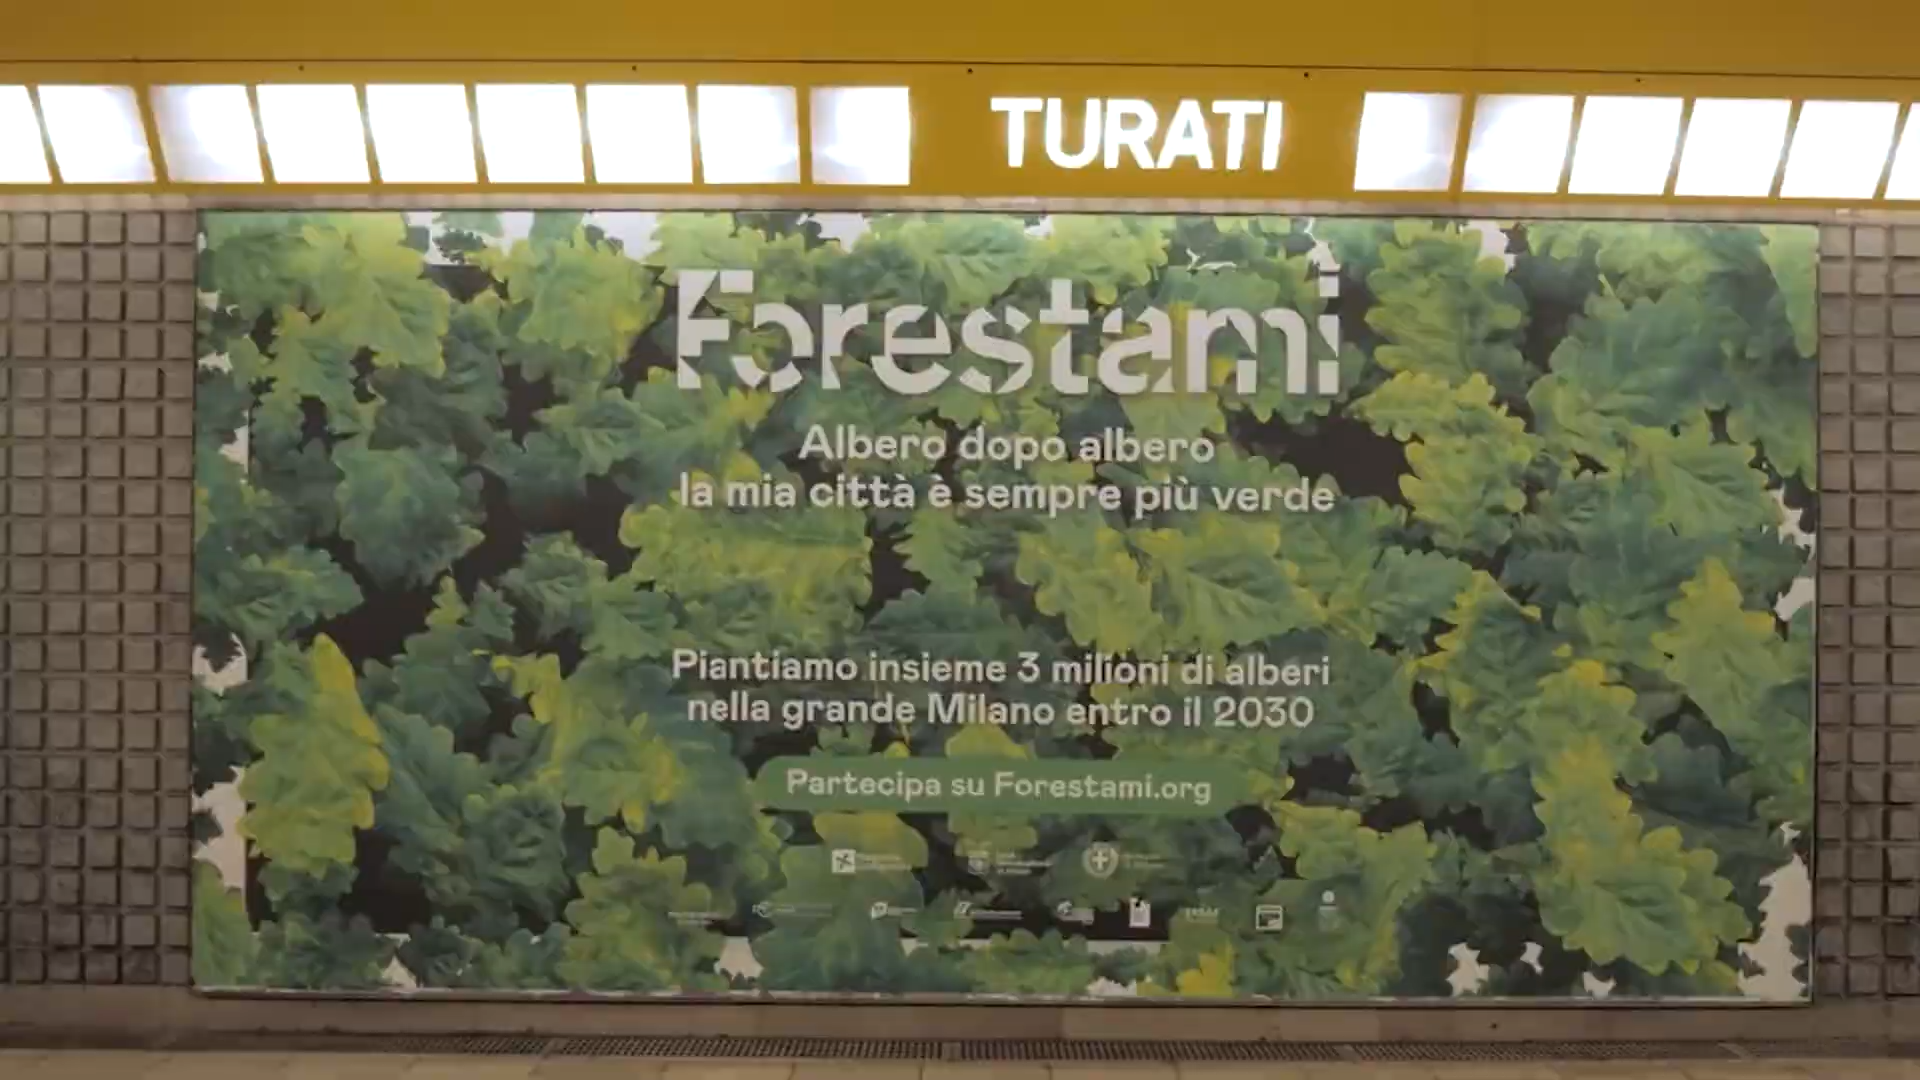 TURATI
Forestami
Albero dopo albero
la mia città è sempre più verde
Piantiamo insieme 3 milioni di alberi
nella grande Milano entro il 2030
Partecipa su Forestami.org